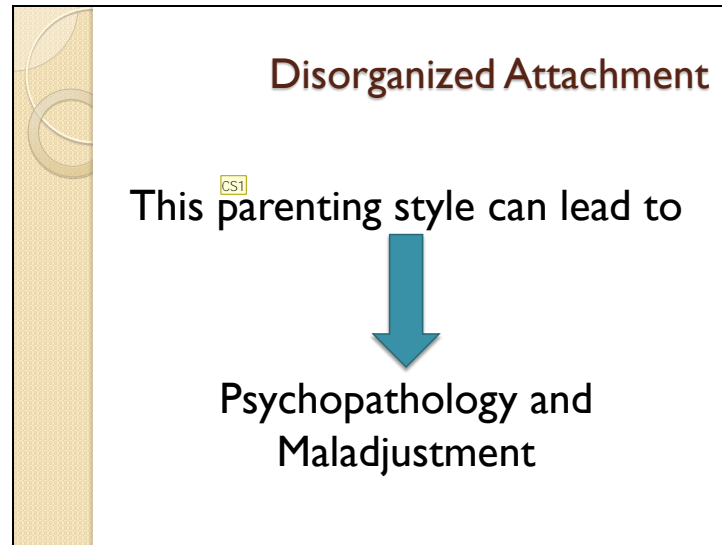 Disorganized Attachment
CS1
This parenting style can lead to
Psychopathology and
Maladjustment